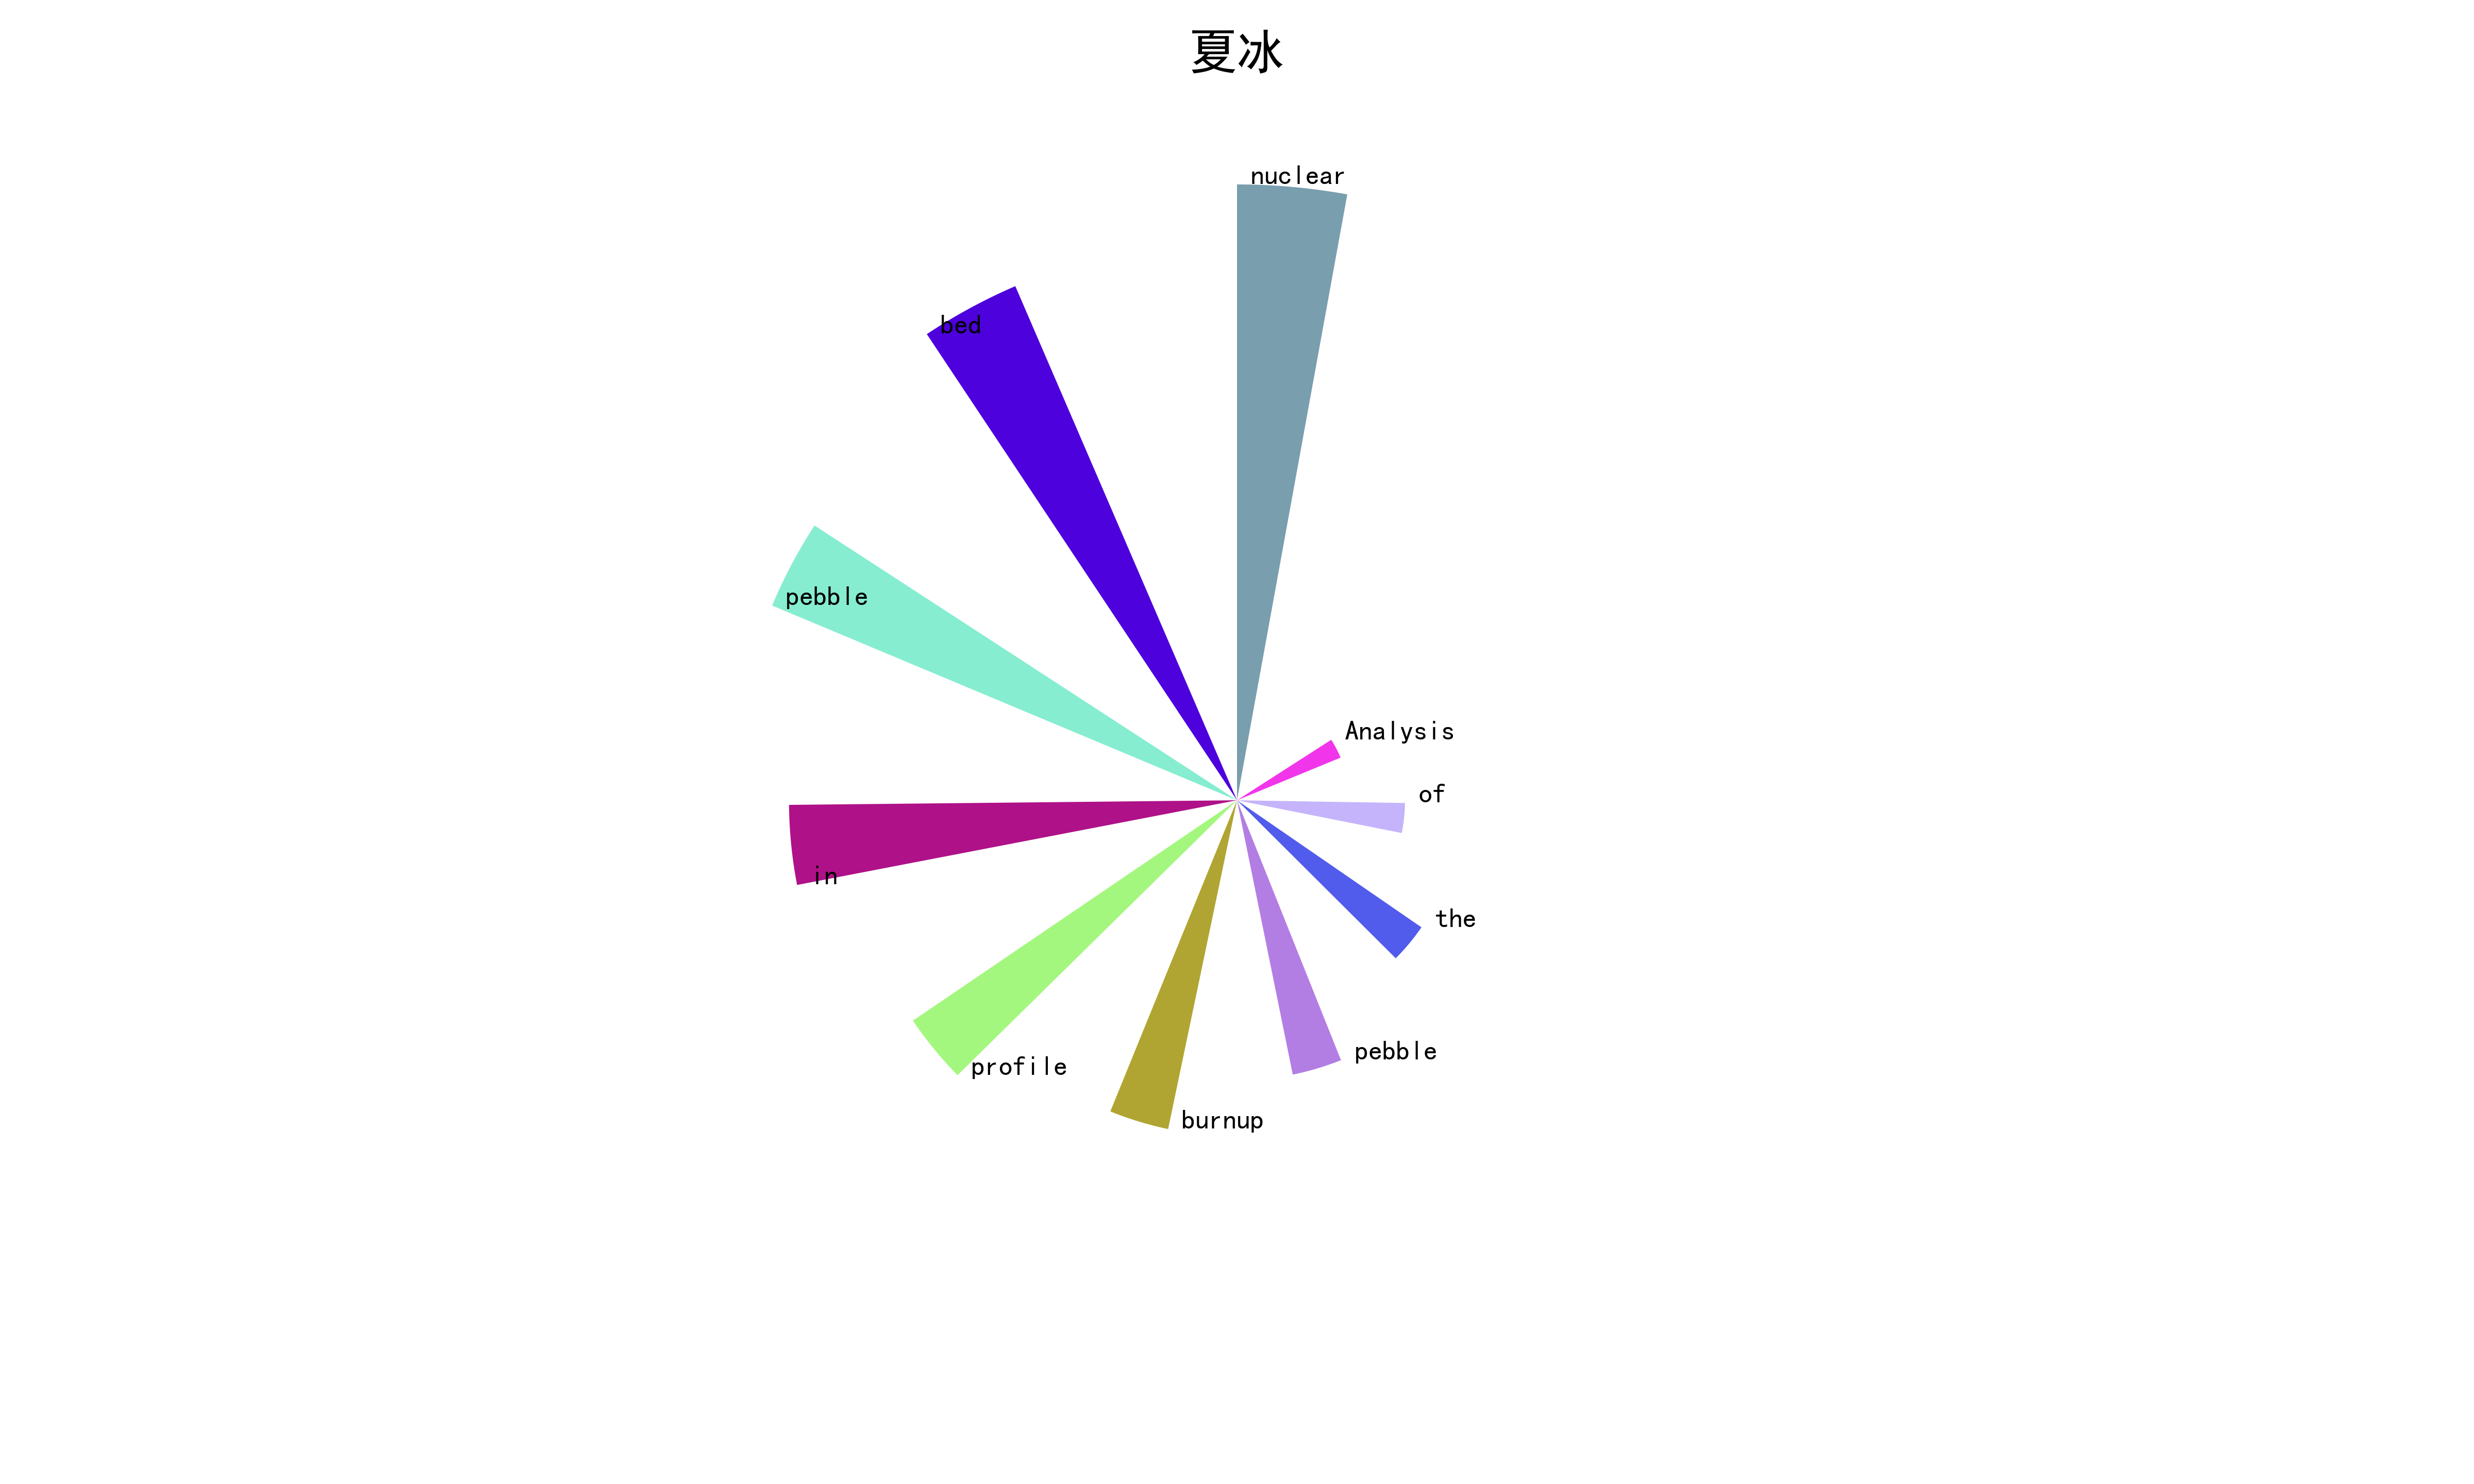 夏冰
nuclear
bed
pebble
Analysis
of
in
the
pebble
profile
burnup